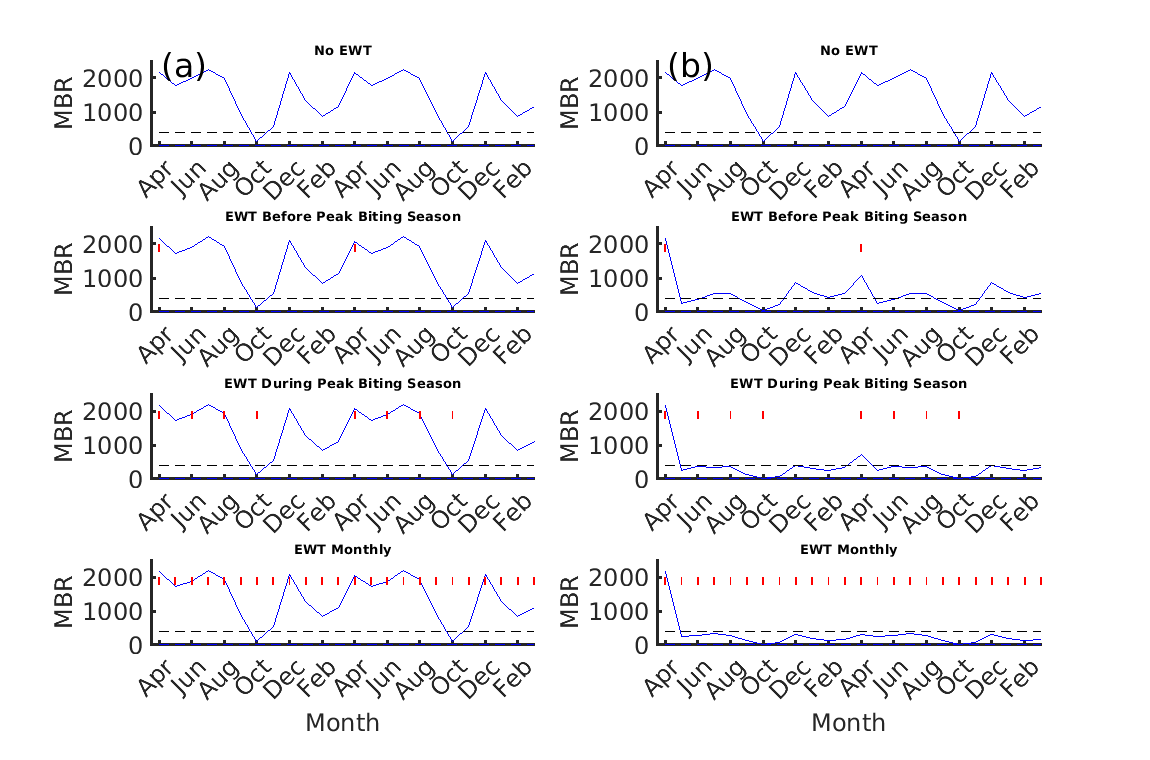 (a)
No EWT
MBR
2000
1000
0
Apr Jun Aug Oct Dec Feb Apr Jun Aug Oct Dec Feb
EWT Before Peak Biting Season
MBR
2000
1000
0
Apr Jun Aug Oct Dec Feb Apr Jun Aug Oct Dec Feb
EWT During Peak Biting Season
MBR
2000
1000
0
Apr Jun Aug Oct Dec Feb Apr Jun Aug Oct Dec Feb
EWT Monthly
MBR
2000
1000
0
Apr Jun Aug Oct Dec Feb Apr Jun Aug Oct Dec Feb
Month
(b)
No EWT
MBR
2000
1000
0
Apr Jun Aug Oct Dec Feb Apr Jun Aug Oct Dec Feb
EWT Before Peak Biting Season
MBR
2000
1000
0
Apr Jun Aug Oct Dec Feb Apr Jun Aug Oct Dec Feb
EWT During Peak Biting Season
MBR
2000
1000
0
Apr Jun Aug Oct Dec Feb Apr Jun Aug Oct Dec Feb
EWT Monthly
MBR
2000
1000
0
Apr Jun Aug Oct Dec Feb Apr Jun Aug Oct Dec Feb
Month